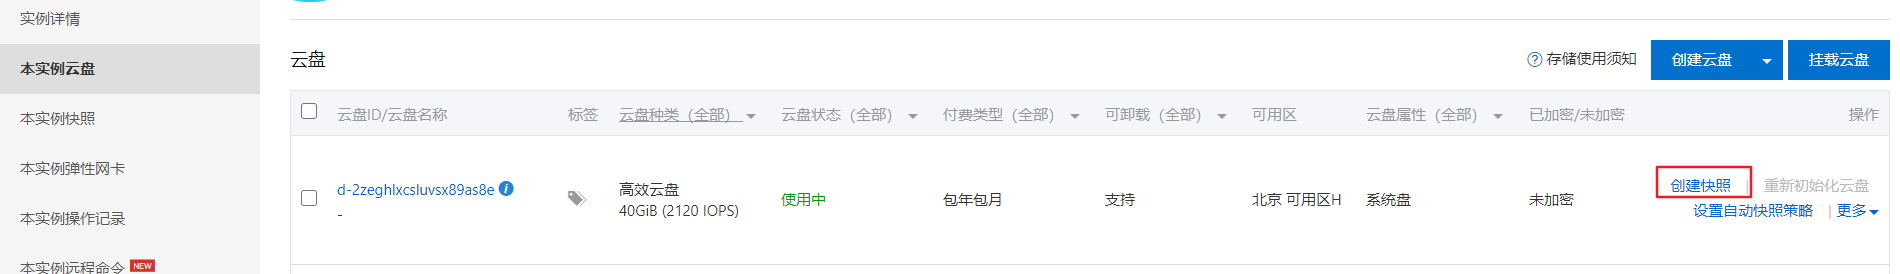 实例详情
本实例云盘
本实例快照
本实例弹性网卡
本实例操作记录
本实例远程命令 NEW
云盘
存储使用须知 创建云盘 挂载云盘
云盘ID/云盘名称 标签 云盘种类（全部） 云盘状态（全部） 付费类型（全部） 可卸载（全部） 可用区 云盘属性（全部） 已加密/未加密 操作
d-2zeghlxcsluvsx89as8e
-
高效云盘
40GiB (2120 IOPS)
使用中
包年包月
支持
北京 可用区H
系统盘
未加密
创建快照 | 重新初始化云盘
设置自动快照策略 | 更多